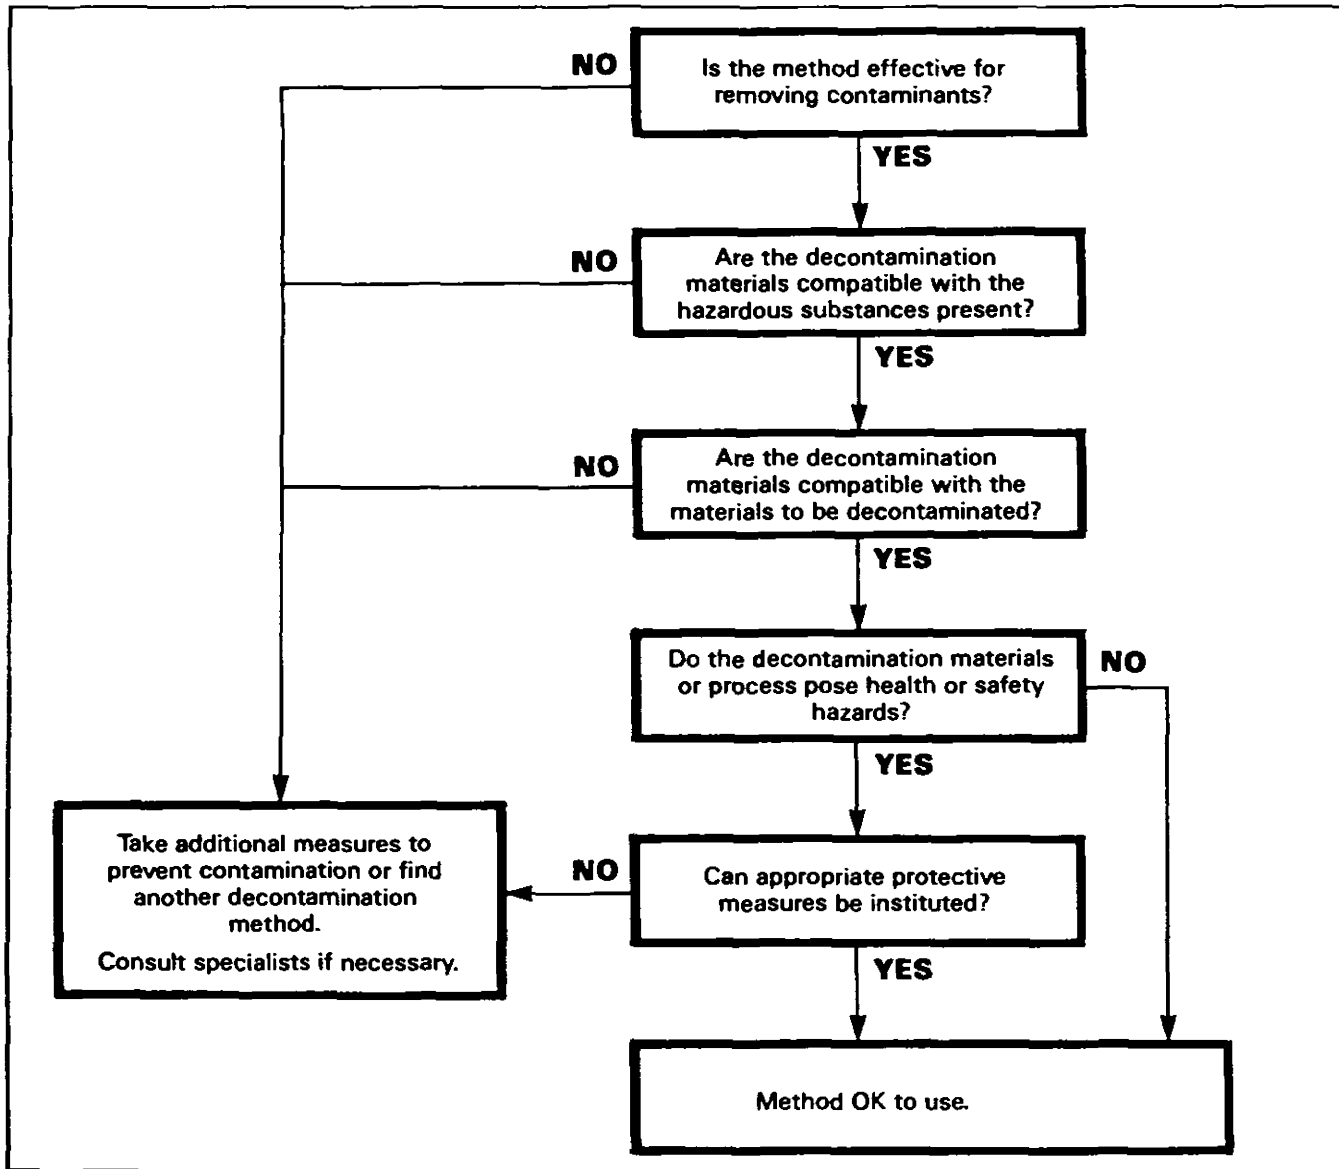 NO
Is the method effective for
removing contaminants?
YES
NO
Are the decontamination
materials compatible with the
hazardous substances present?
YES
NO
Are the decontamination
materials compatible with the
materials to be decontaminated?
YES
Do the decontamination materials
or process pose health or safety
hazards?
NO
YES
Take additional measures to
prevent contamination or find
another decontamination
method.
Consult specialists if necessary.
NO
Can appropriate protective
measures be instituted?
YES
Method OK to use.